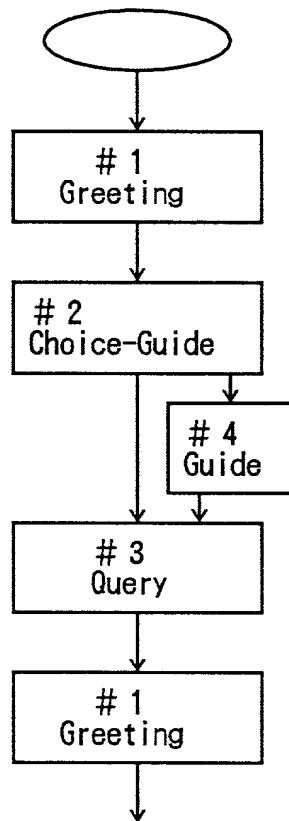 # 1
Greeting
# 2
Choice-Guide
# 4
Guide
# 3
Query
# 1
Greeting